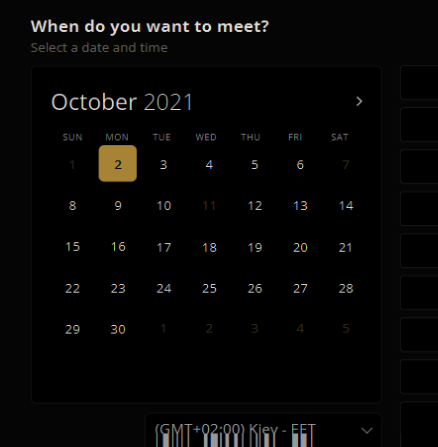 When do you want to meet?
Select a date and time
October 2021
SUN MON TUE WED THU FRI SAT
1 2 3 4 5 6 7
8 9 10 11 12 13 14
15 16 17 18 19 20 21
22 23 24 25 26 27 28
29 30 1 2 3 4 5
(GMT+02:00) Kiev - EET